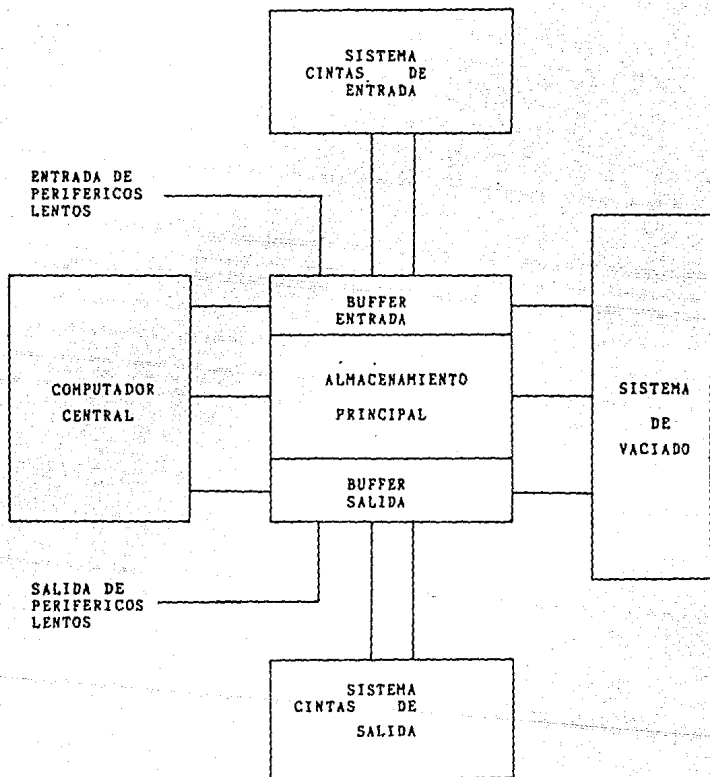 SISTEMA
CINTAS DE
ENTRADA
ENTRADA DE
PERIFERICOS
LENTOS
BUFFER
ENTRADA
COMPUTADOR
CENTRAL
ALMACENAMIENTO
PRINCIPAL
SISTEMA
DE
VACIADO
BUFFER
SALIDA
SALIDA DE
PERIFERICOS
LENTOS
SISTEMA
CINTAS DE
SALIDA